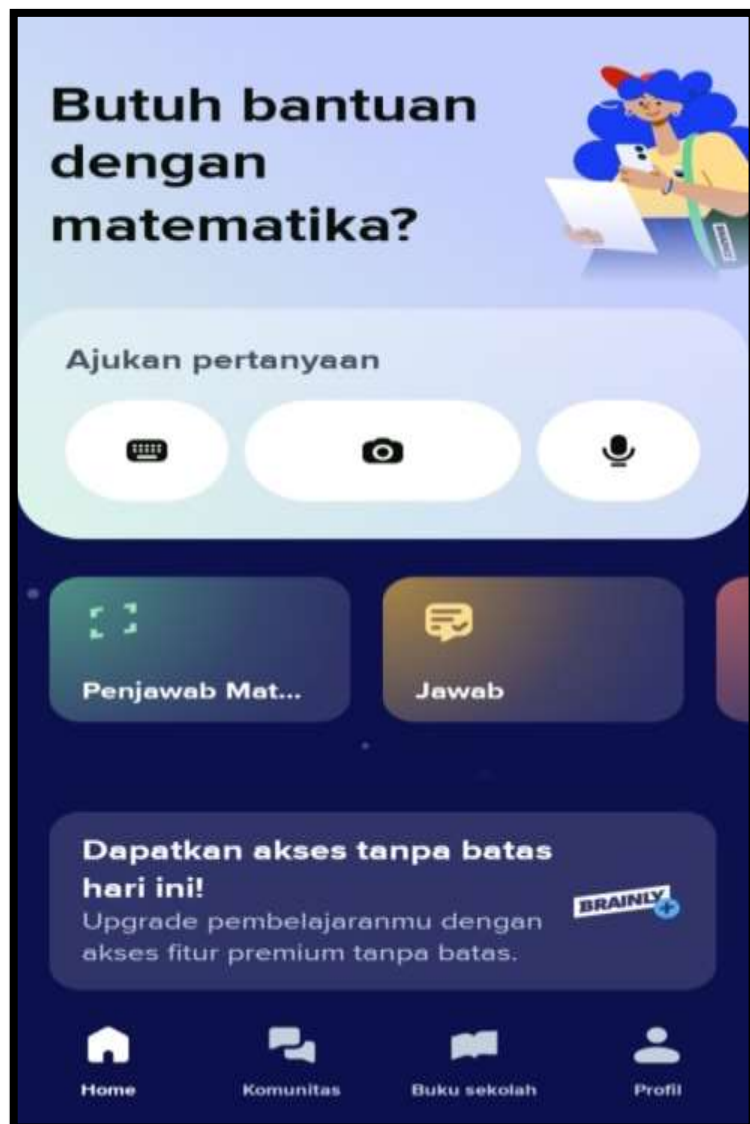 Butuh bantuan
dengan
matematika?
BRAINLY
Ajukan pertanyaan
Penjawab Mat...
Jawab
Dapatkan akses tanpa batas
hari ini!
BRAINLY
Upgrade pembelajaranmu dengan
akses fitur premium tanpa batas.
Home
Komunitas
Buku sekolah
Profil